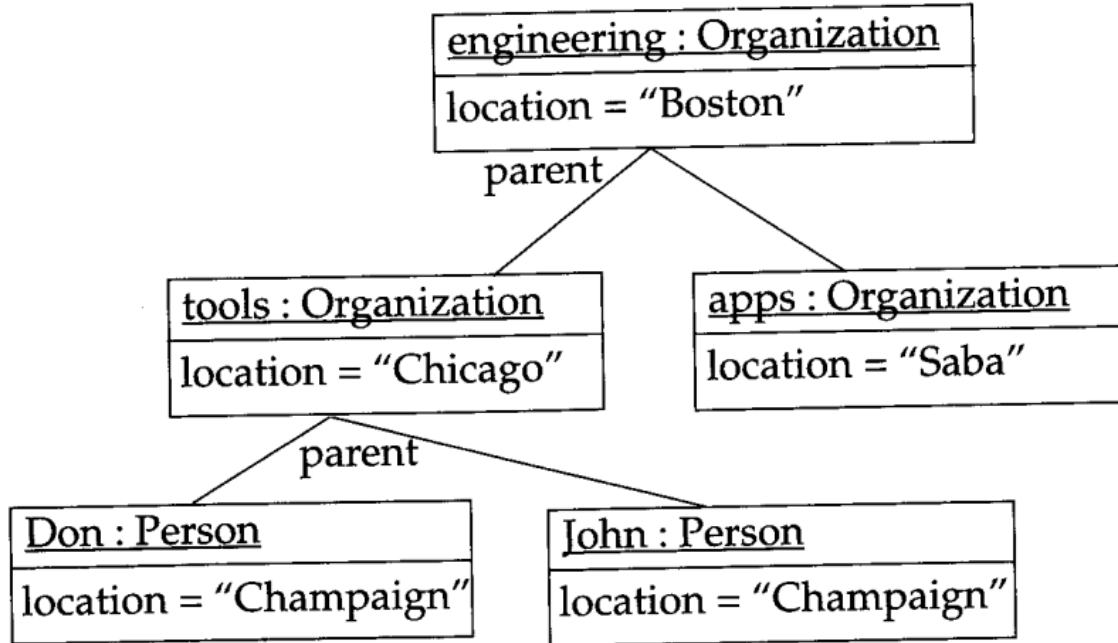 engineering : Organization
location = “Boston”
parent
tools : Organization
location = “Chicago”
apps : Organization
location = “Saba”
parent
Don : Person
location = “Champaign”
John : Person
location = “Champaign”